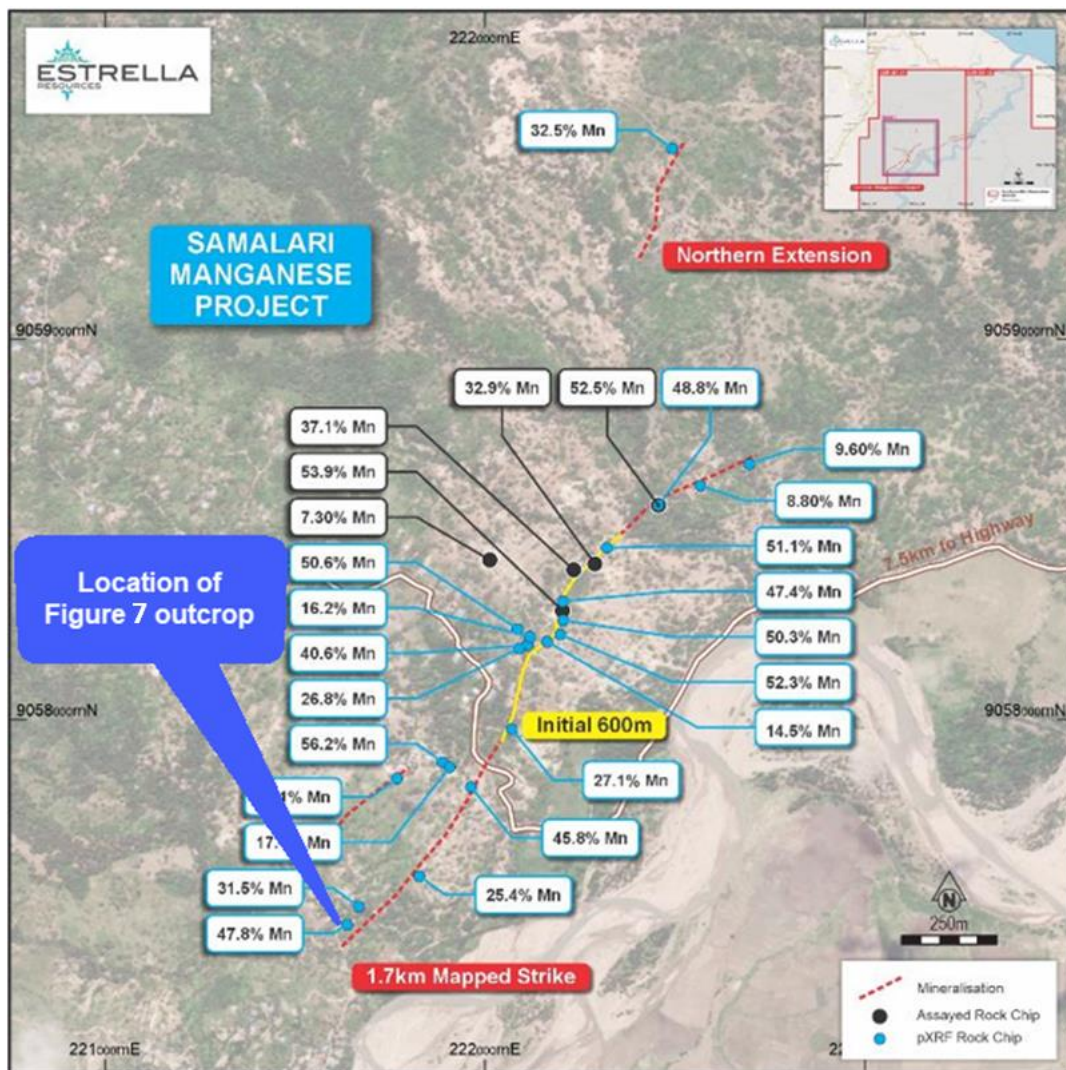 ESTRELLA
RESOURCES
222000mE
32.5% Mn
Northern Extension
SAMALARI
MANGANESE
PROJECT
9059000mN
9059000mN
32.9% Mn
52.5% Mn
48.8% Mn
37.1% Mn
9.60% Mn
53.9% Mn
8.80% Mn
7.30% Mn
7.5km to Highway
51.1% Mn
50.6% Mn
Location of
Figure 7 outcrop
47.4% Mn
16.2% Mn
50.3% Mn
40.6% Mn
52.3% Mn
26.8% Mn
9058000mN
9058000mN
Initial 600m
14.5% Mn
56.2% Mn
27.1% Mn
% Mn
17.
45.8% Mn
31.5% Mn
25.4% Mn
47.8% Mn
N
250m
1.7km Mapped Strike
Mineralisation
Assayed Rock Chip
pXRF Rock Chip
221000mE
222000mE